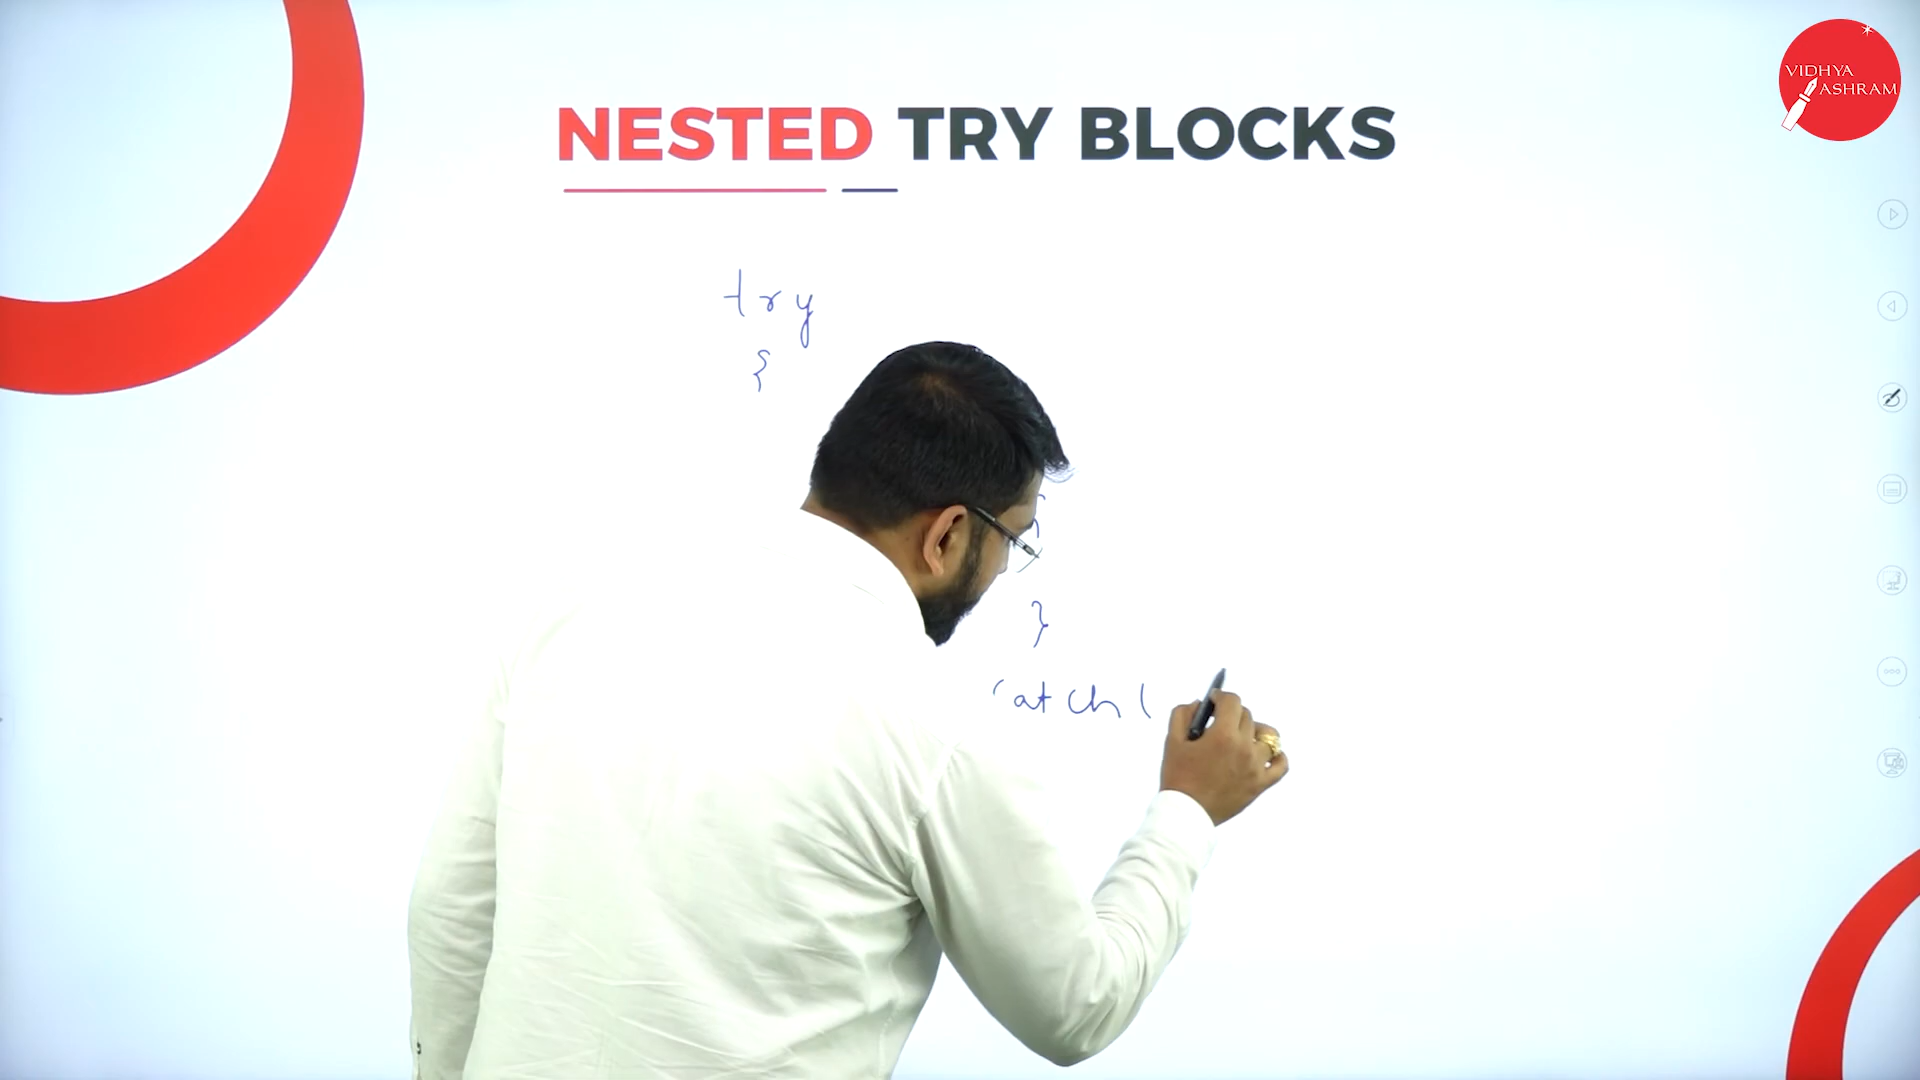 VIDHYA
ASHRAM
NESTED TRY BLOCKS
try
{
{
}
catch (